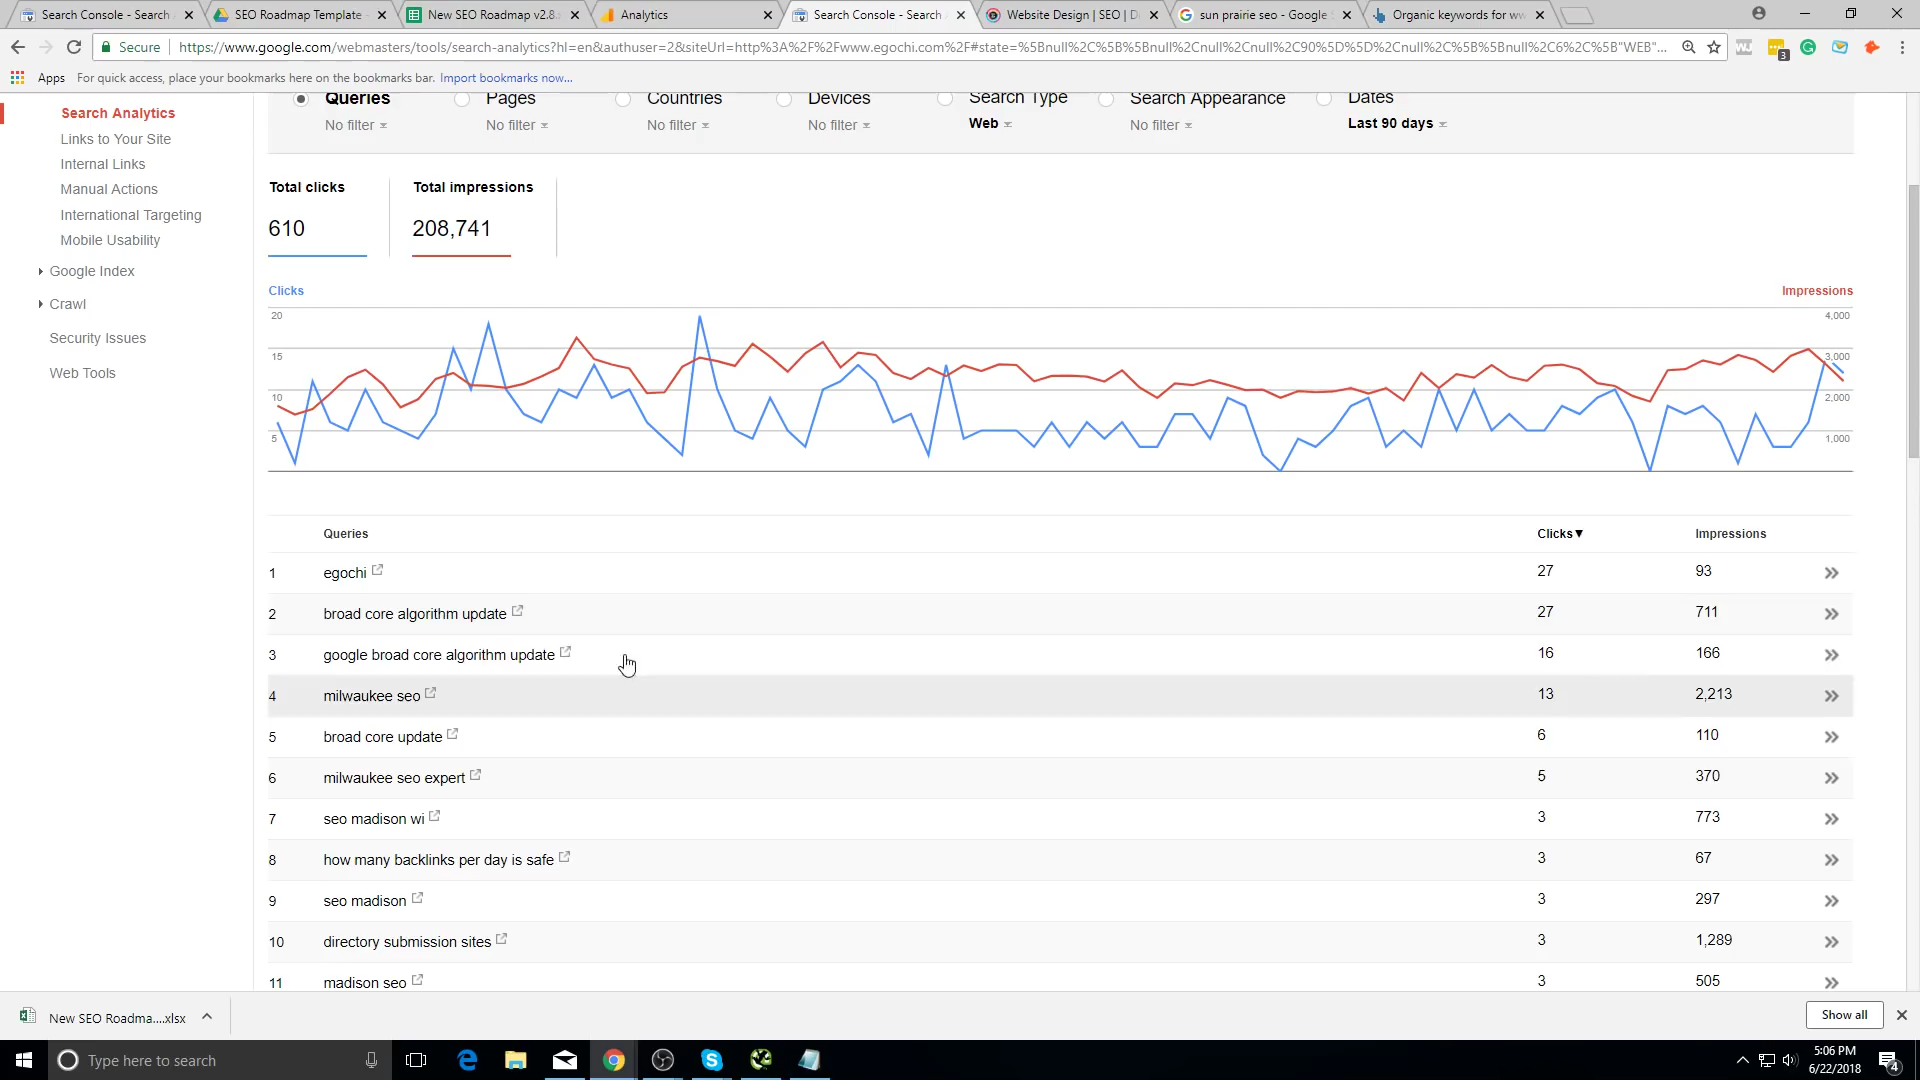 Search Console - Search
SEO Roadmap Template -
New SEO Roadmap v2.8.
Analytics
Search Console - Search
Website Design | SEO | D
sun prairie seo - Google
Organic keywords for ww
Secure
https://www.google.com/webmasters/tools/search-analytics?hl=en&authuser=2&siteUrl=http%3A%2F%2Fwww.egochi.com%2F#state=%5Bnull%2C%5B%5Bnull%2Cnull%2Cnull%2C90%5D%5D%2Cnull%2C%5B%5Bnull%2C6%2C%5B"WEB"...
3
Apps
For quick access, place your bookmarks here on the bookmarks bar.
Import bookmarks now...
Search Analytics
Links to Your Site
Internal Links
Manual Actions
International Targeting
Mobile Usability
Google Index
Crawl
Security Issues
Web Tools
Queries
Pages
Countries
Devices
Search Type
Search Appearance
Dates
No filter
No filter
No filter
No filter
Web
No filter
Last 90 days
Total clicks
Total impressions
610
208,741
Clicks
Impressions
20
4,000
15
3,000
10
2,000
5
1,000
Queries Clicks▼ Impressions
1 egochi 27 93
2 broad core algorithm update 27 711
3 google broad core algorithm update 16 166
4 milwaukee seo 13 2,213
5 broad core update 6 110
6 milwaukee seo expert 5 370
7 seo madison wi 3 773
8 how many backlinks per day is safe 3 67
9 seo madison 3 297
10 directory submission sites 3 1,289
11 madison seo 3 505
New SEO Roadma....xlsx
Show all
Type here to search
5:06 PM
6/22/2018
4